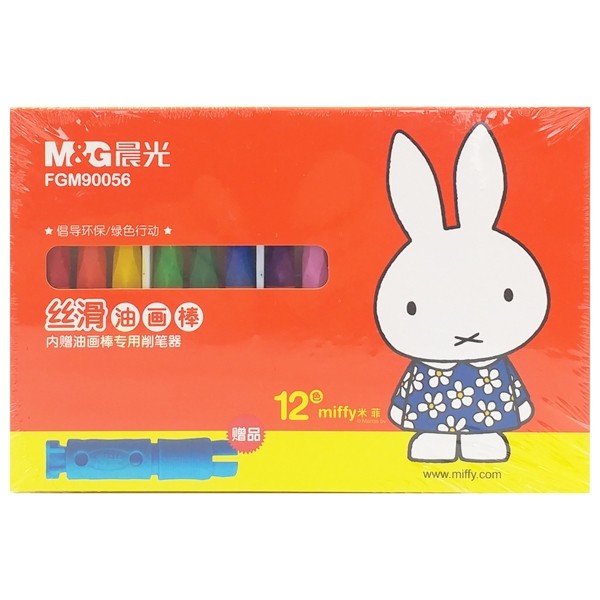 M&G晨光
FGM90056
★ 倡导环保/绿色行动 ★
丝滑油画棒
内赠油画棒专用削笔器
12色 miffy米菲
赠品
www.miffy.com